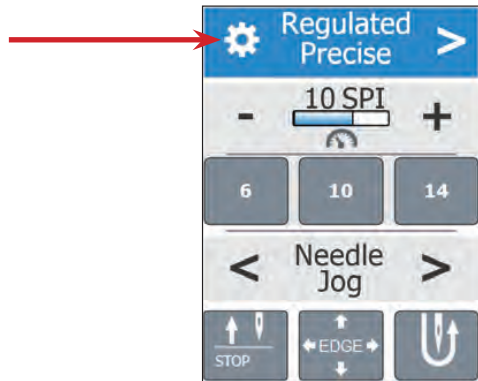 Regulated
Precise >
- 10 SPI +
6 10 14
< Needle >
Jog
STOP
EDGE